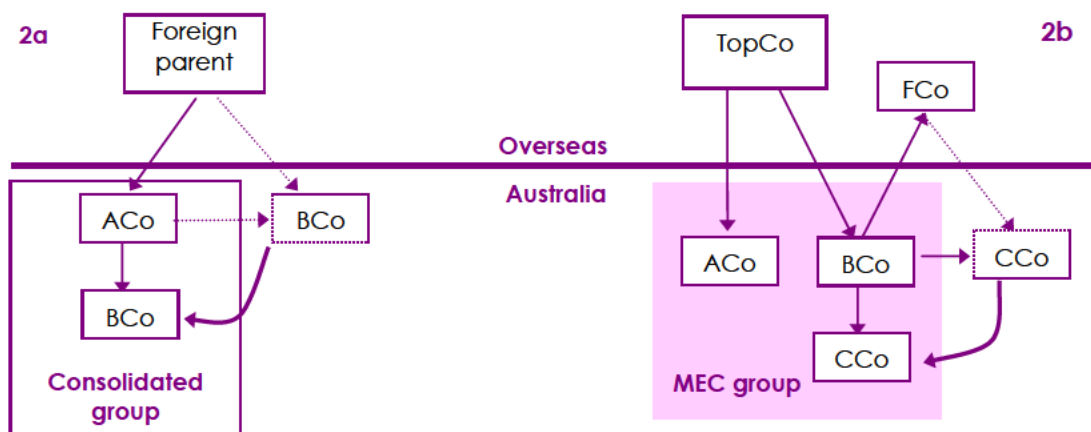 2a
Foreign
parent
TopCo
2b
FCo
Overseas
Australia
ACo
BCo
BCo
Consolidated
group
ACo
BCo
CCo
CCo
MEC group